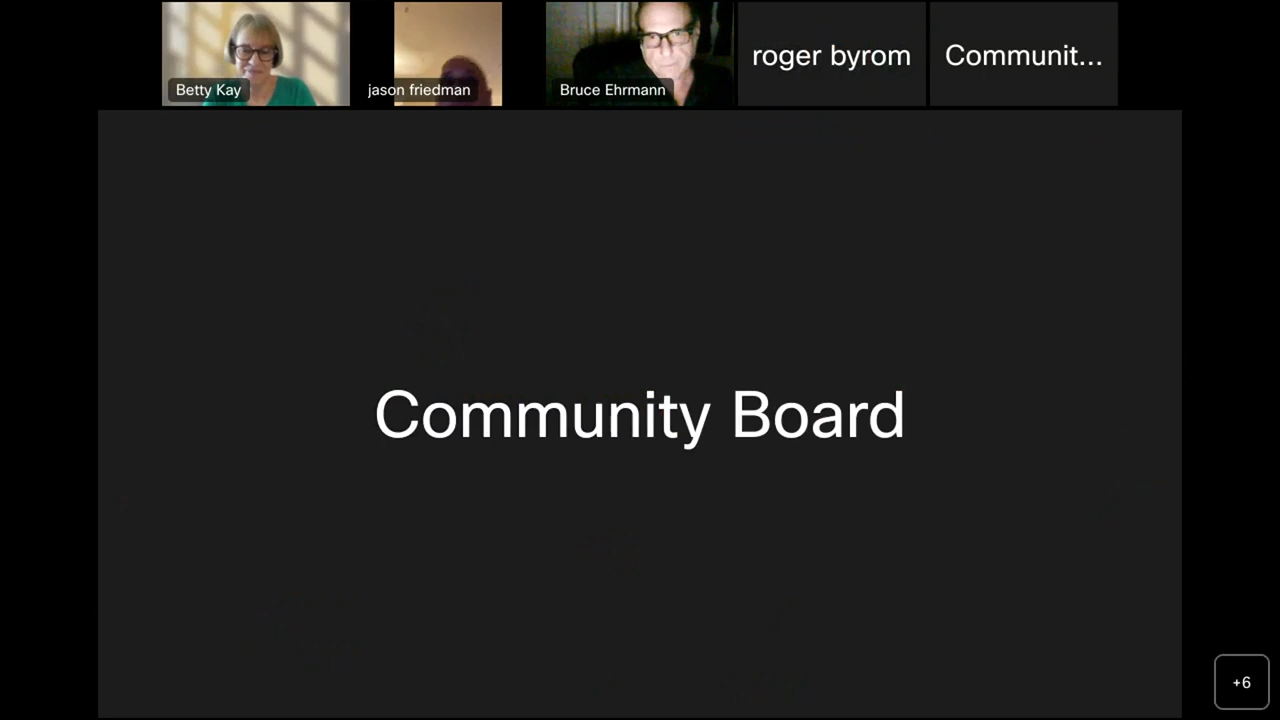 Betty Kay
jason friedman
Bruce Ehrmann
roger byrom
Communit...
Community Board
+6